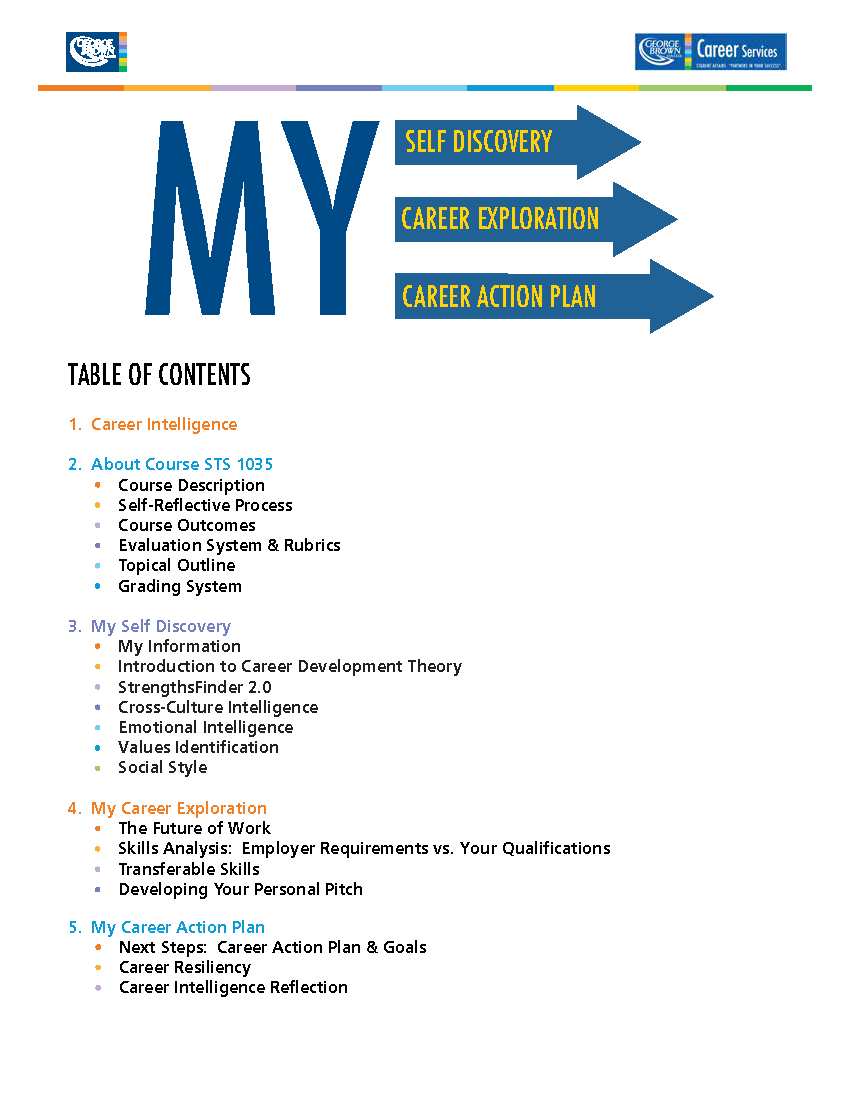 GEORGE
BROWN
GEORGE
BROWN
Career Services
STUDENT AFFAIRS: "PARTNERS IN YOUR SUCCESS"
MY
SELF DISCOVERY
CAREER EXPLORATION
CAREER ACTION PLAN
TABLE OF CONTENTS
1. Career Intelligence
2. About Course STS 1035
• Course Description
• Self-Reflective Process
• Course Outcomes
• Evaluation System & Rubrics
• Topical Outline
• Grading System
3. My Self Discovery
• My Information
• Introduction to Career Development Theory
• StrengthsFinder 2.0
• Cross-Culture Intelligence
• Emotional Intelligence
• Values Identification
• Social Style
4. My Career Exploration
• The Future of Work
• Skills Analysis: Employer Requirements vs. Your Qualifications
• Transferable Skills
• Developing Your Personal Pitch
5. My Career Action Plan
• Next Steps: Career Action Plan & Goals
• Career Resiliency
• Career Intelligence Reflection